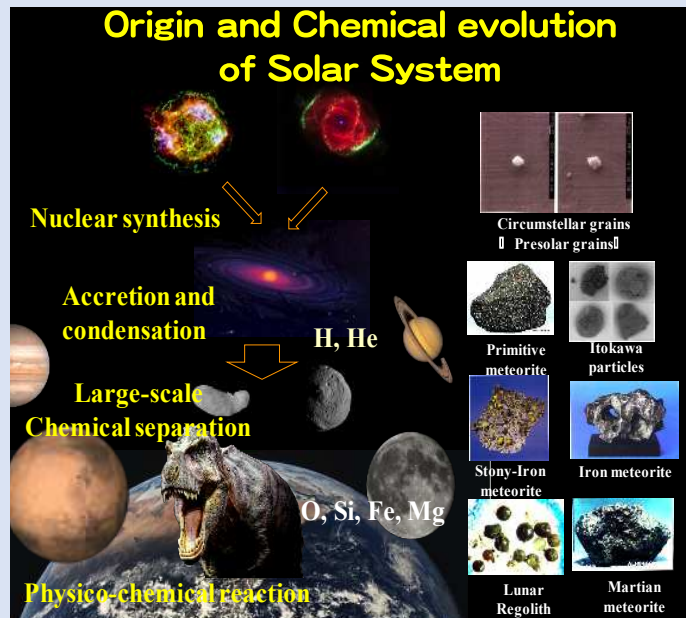 Origin and Chemical evolution
of Solar System
Nuclear synthesis
Accretion and
condensation
H, He
Large-scale
Chemical separation
O, Si, Fe, Mg
Physico-chemical reaction
Circumstellar grains
Presolar grains
Primitive
meteorite
Itokawa
particles
Stony-Iron
meteorite
Iron meteorite
Lunar
Regolith
Martian
meteorite